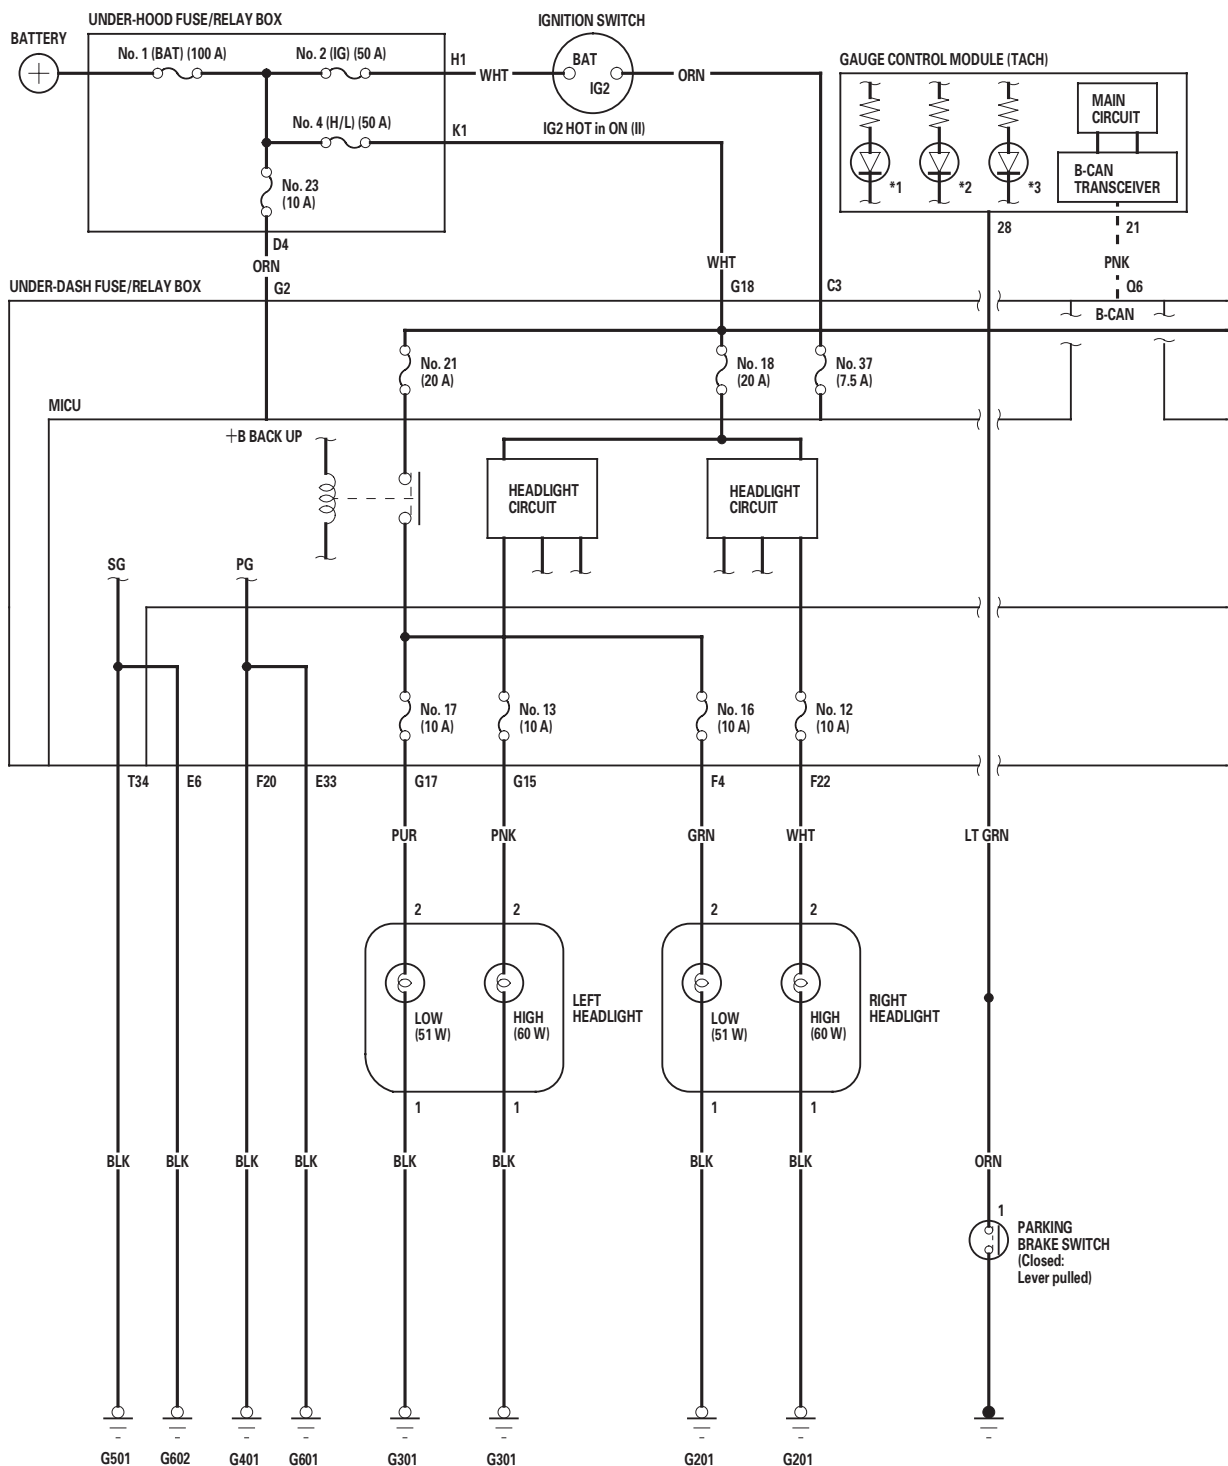 UNDER-HOOD FUSE/RELAY BOX
IGNITION SWITCH
BATTERY
No. 1 (BAT) (100 A)
No. 2 (IG) (50 A)
H1
WHT
BAT
IG2
ORN
GAUGE CONTROL MODULE (TACH)
MAIN
CIRCUIT
No. 4 (H/L) (50 A)
K1
IG2 HOT in ON (II)
*1
*2
*3
B-CAN
TRANSCEIVER
No. 23
(10 A)
28
21
D4
ORN
WHT
PNK
UNDER-DASH FUSE/RELAY BOX
G2
G18
C3
Q6
B-CAN
No. 21
(20 A)
No. 18
(20 A)
No. 37
(7.5 A)
MICU
+B BACK UP
HEADLIGHT
CIRCUIT
HEADLIGHT
CIRCUIT
SG
PG
No. 17
(10 A)
No. 13
(10 A)
No. 16
(10 A)
No. 12
(10 A)
T34
E6
F20
E33
G17
G15
F4
F22
PUR
PNK
GRN
WHT
LT GRN
2
2
2
2
LOW
(51 W)
HIGH
(60 W)
LEFT
HEADLIGHT
LOW
(51 W)
HIGH
(60 W)
RIGHT
HEADLIGHT
1
1
1
1
BLK
BLK
BLK
BLK
BLK
BLK
BLK
BLK
ORN
1
PARKING
BRAKE SWITCH
(Closed:
Lever pulled)
G501
G602
G401
G601
G301
G301
G201
G201